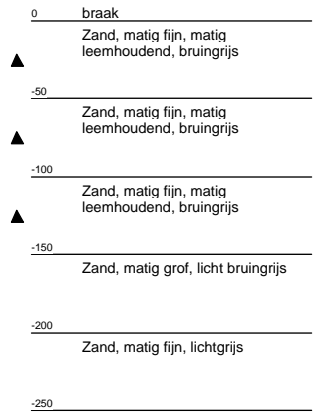 0 braak
Zand, matig fijn, matig
leemhoudend, bruingrijs
-50
Zand, matig fijn, matig
leemhoudend, bruingrijs
-100
Zand, matig fijn, matig
leemhoudend, bruingrijs
-150
Zand, matig grof, licht bruingrijs
-200
Zand, matig fijn, lichtgrijs
-250